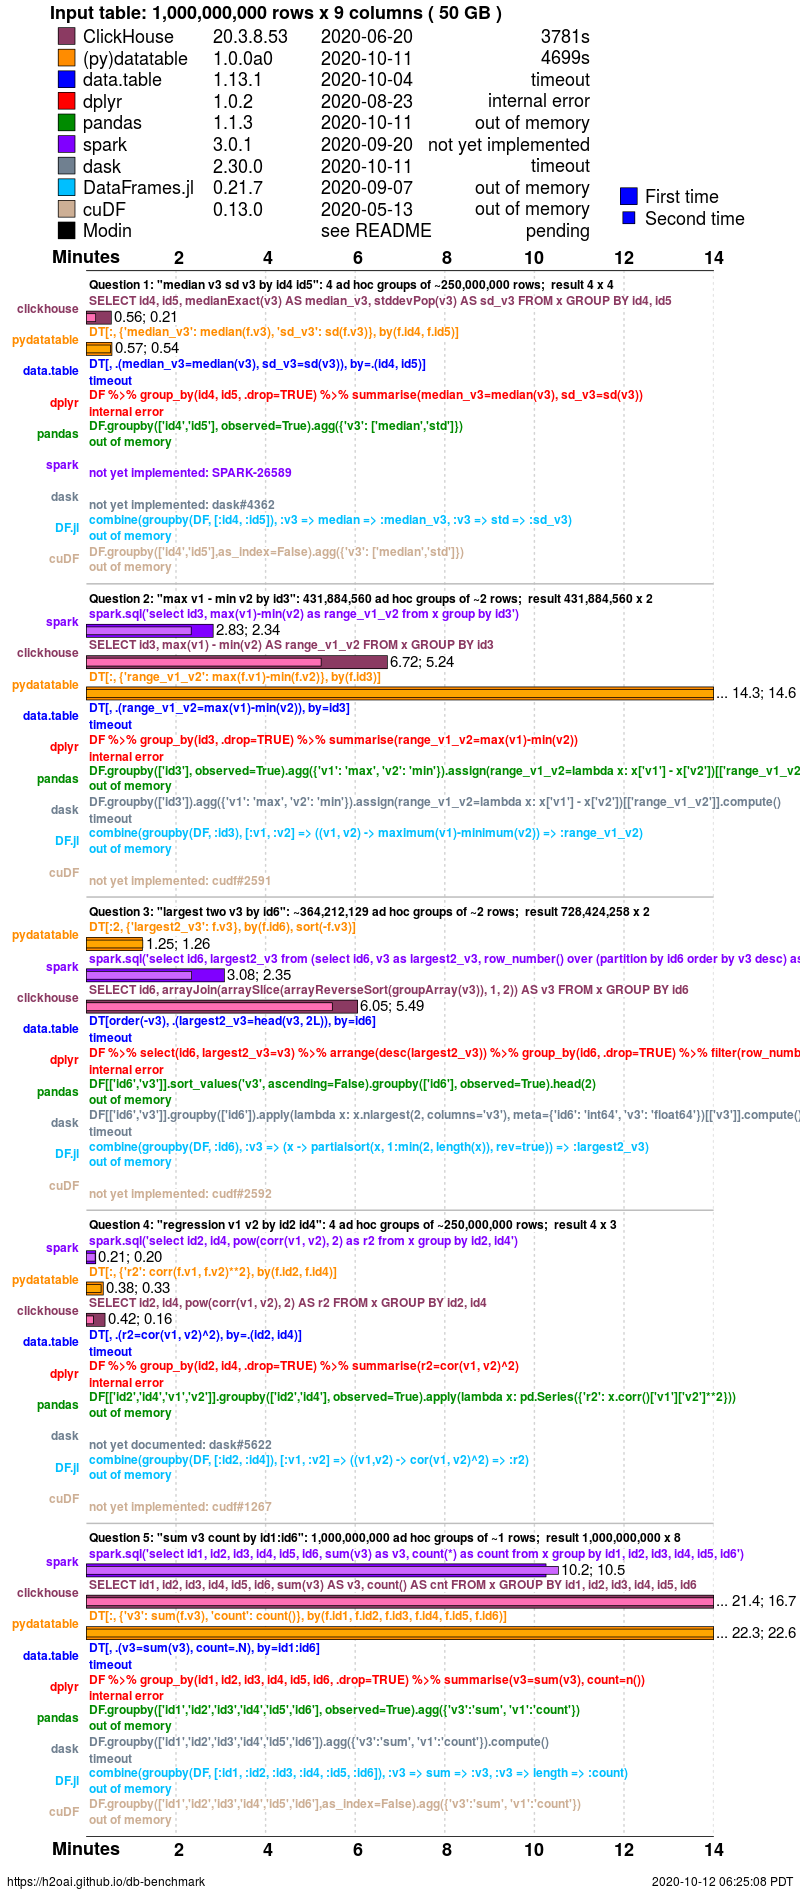 Input table: 1,000,000,000 rows x 9 columns ( 50 GB )
ClickHouse 20.3.8.53 2020-06-20 3781s
(py)datatable 1.0.0a0 2020-10-11 4699s
data.table 1.13.1 2020-10-04 timeout
dplyr 1.0.2 2020-08-23 internal error
pandas 1.1.3 2020-10-11 out of memory
spark 3.0.1 2020-09-20 not yet implemented
dask 2.30.0 2020-10-11 timeout
DataFrames.jl 0.21.7 2020-09-07 out of memory
First time
cuDF 0.13.0 2020-05-13 out of memory
Second time
Modin see README pending
Minutes 2 4 6 8 10 12 14
Question 1: "median v3 sd v3 by id4 id5": 4 ad hoc groups of ~250,000,000 rows; result 4 x 4
SELECT id4, id5, medianExact(v3) AS median_v3, stddevPop(v3) AS sd_v3 FROM x GROUP BY id4, id5
clickhouse 0.56; 0.21
DT[:, {'median_v3': median(f.v3), 'sd_v3': sd(f.v3)}, by(f.id4, f.id5)]
pydatatable 0.57; 0.54
DT[, .(median_v3=median(v3), sd_v3=sd(v3)), by=.(id4, id5)]
data.table timeout
DF %>% group_by(id4, id5, .drop=TRUE) %>% summarise(median_v3=median(v3), sd_v3=sd(v3))
dplyr internal error
DF.groupby(['id4','id5'], observed=True).agg({'v3': ['median','std']})
pandas out of memory
spark not yet implemented: SPARK-26589
dask not yet implemented: dask#4362
combine(groupby(DF, [:id4, :id5]), :v3 => median => :median_v3, :v3 => std => :sd_v3)
DF.jl out of memory
DF.groupby(['id4','id5'],as_index=False).agg({'v3': ['median','std']})
cuDF out of memory
Question 2: "max v1 - min v2 by id3": 431,884,560 ad hoc groups of ~2 rows; result 431,884,560 x 2
spark.sql('select id3, max(v1)-min(v2) as range_v1_v2 from x group by id3')
spark 2.83; 2.34
SELECT id3, max(v1) - min(v2) AS range_v1_v2 FROM x GROUP BY id3
clickhouse 6.72; 5.24
DT[:, {'range_v1_v2': max(f.v1)-min(f.v2)}, by(f.id3)]
pydatatable ... 14.3; 14.6
DT[, .(range_v1_v2=max(v1)-min(v2)), by=id3]
data.table timeout
DF %>% group_by(id3, .drop=TRUE) %>% summarise(range_v1_v2=max(v1)-min(v2))
dplyr internal error
DF.groupby(['id3'], observed=True).agg({'v1': 'max', 'v2': 'min'}).assign(range_v1_v2=lambda x: x['v1'] - x['v2'])[['range_v1_v2
pandas out of memory
DF.groupby(['id3']).agg({'v1': 'max', 'v2': 'min'}).assign(range_v1_v2=lambda x: x['v1'] - x['v2'])[['range_v1_v2']].compute()
dask timeout
combine(groupby(DF, :id3), [:v1, :v2] => ((v1, v2) -> maximum(v1)-minimum(v2)) => :range_v1_v2)
DF.jl out of memory
cuDF not yet implemented: cudf#2591
Question 3: "largest two v3 by id6": ~364,212,129 ad hoc groups of ~2 rows; result 728,424,258 x 2
DT[:2, {'largest2_v3': f.v3}, by(f.id6), sort(-f.v3)]
pydatatable 1.25; 1.26
spark.sql('select id6, largest2_v3 from (select id6, v3 as largest2_v3, row_number() over (partition by id6 order by v3 desc) as
spark 3.08; 2.35
SELECT id6, arrayJoin(arraySlice(arrayReverseSort(groupArray(v3)), 1, 2)) AS v3 FROM x GROUP BY id6
clickhouse 6.05; 5.49
DT[order(-v3), .(largest2_v3=head(v3, 2L)), by=id6]
data.table timeout
DF %>% select(id6, largest2_v3=v3) %>% arrange(desc(largest2_v3)) %>% group_by(id6, .drop=TRUE) %>% filter(row_numb
dplyr internal error
DF[['id6','v3']].sort_values('v3', ascending=False).groupby(['id6'], observed=True).head(2)
pandas out of memory
DF[['id6','v3']].groupby(['id6']).apply(lambda x: x.nlargest(2, columns='v3'), meta={'id6': 'int64', 'v3': 'float64'})[['v3']].compute()
dask timeout
combine(groupby(DF, :id6), :v3 => (x -> partialsort(x, 1:min(2, length(x)), rev=true)) => :largest2_v3)
DF.jl out of memory
cuDF not yet implemented: cudf#2592
Question 4: "regression v1 v2 by id2 id4": 4 ad hoc groups of ~250,000,000 rows; result 4 x 3
spark.sql('select id2, id4, pow(corr(v1, v2), 2) as r2 from x group by id2, id4')
spark 0.21; 0.20
DT[:, {'r2': corr(f.v1, f.v2)**2}, by(f.id2, f.id4)]
pydatatable 0.38; 0.33
SELECT id2, id4, pow(corr(v1, v2), 2) AS r2 FROM x GROUP BY id2, id4
clickhouse 0.42; 0.16
DT[, .(r2=cor(v1, v2)^2), by=.(id2, id4)]
data.table timeout
DF %>% group_by(id2, id4, .drop=TRUE) %>% summarise(r2=cor(v1, v2)^2)
dplyr internal error
DF[['id2','id4','v1','v2']].groupby(['id2','id4'], observed=True).apply(lambda x: pd.Series({'r2': x.corr()['v1']['v2']**2}))
pandas out of memory
dask not yet documented: dask#5622
combine(groupby(DF, [:id2, :id4]), [:v1, :v2] => ((v1,v2) -> cor(v1, v2)^2) => :r2)
DF.jl out of memory
cuDF not yet implemented: cudf#1267
Question 5: "sum v3 count by id1:id6": 1,000,000,000 ad hoc groups of ~1 rows; result 1,000,000,000 x 8
spark.sql('select id1, id2, id3, id4, id5, id6, sum(v3) as v3, count(*) as count from x group by id1, id2, id3, id4, id5, id6')
spark 10.2; 10.5
SELECT id1, id2, id3, id4, id5, id6, sum(v3) AS v3, count() AS cnt FROM x GROUP BY id1, id2, id3, id4, id5, id6
clickhouse ... 21.4; 16.7
DT[:, {'v3': sum(f.v3), 'count': count()}, by(f.id1, f.id2, f.id3, f.id4, f.id5, f.id6)]
pydatatable ... 22.3; 22.6
DT[, .(v3=sum(v3), count=.N), by=id1:id6]
data.table timeout
DF %>% group_by(id1, id2, id3, id4, id5, id6, .drop=TRUE) %>% summarise(v3=sum(v3), count=n())
dplyr internal error
DF.groupby(['id1','id2','id3','id4','id5','id6'], observed=True).agg({'v3':'sum', 'v1':'count'})
pandas out of memory
DF.groupby(['id1','id2','id3','id4','id5','id6']).agg({'v3':'sum', 'v1':'count'}).compute()
dask timeout
combine(groupby(DF, [:id1, :id2, :id3, :id4, :id5, :id6]), :v3 => sum => :v3, :v3 => length => :count)
DF.jl out of memory
DF.groupby(['id1','id2','id3','id4','id5','id6'],as_index=False).agg({'v3':'sum', 'v1':'count'})
cuDF out of memory
Minutes 2 4 6 8 10 12 14
https://h2oai.github.io/db-benchmark 2020-10-12 06:25:08 PDT